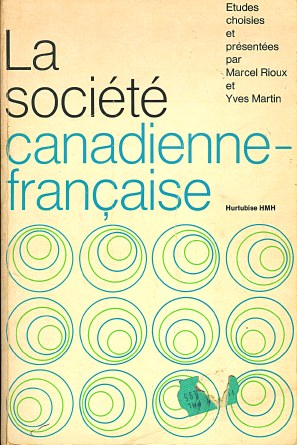 La
société
canadienne-
française
Etudes
choisies
et
présentées
par
Marcel Rioux
et
Yves Martin
Hurtubise HMH